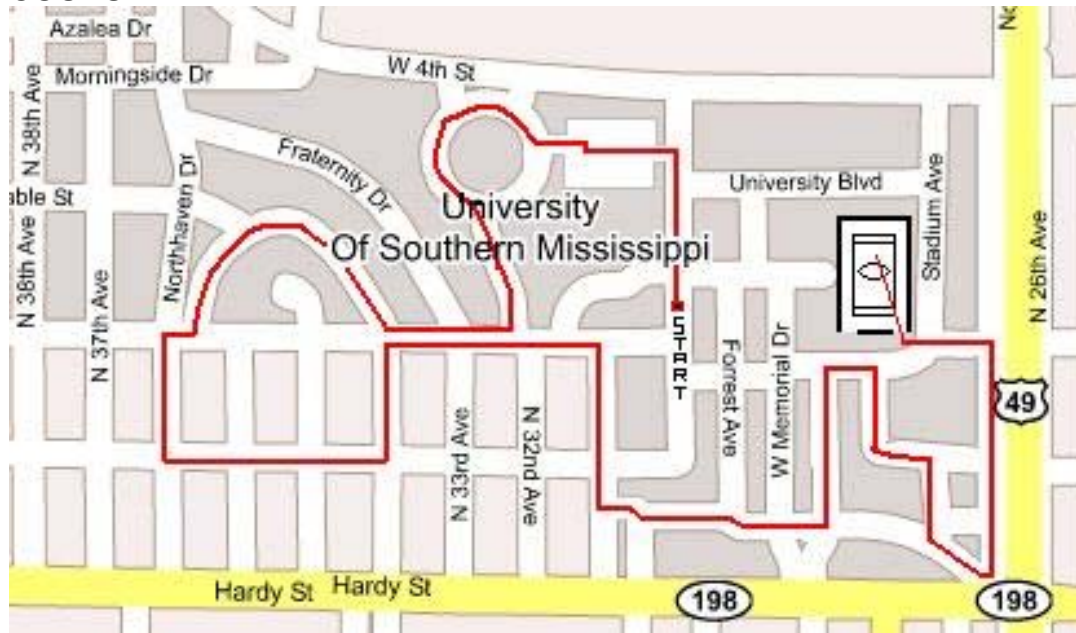 Azalea Dr
Morningside Dr
W 4th St
No
N 38th Ave
Fraternity Dr
Northhaven Dr
able St
University Blvd
University
Of Southern Mississippi
Stadium Ave
N 26th Ave
N 38th Ave
N 37th Ave
START
Forrest Ave
W Memorial Dr
49
N 33rd Ave
N 32nd Ave
Hardy St
Hardy St
198
198